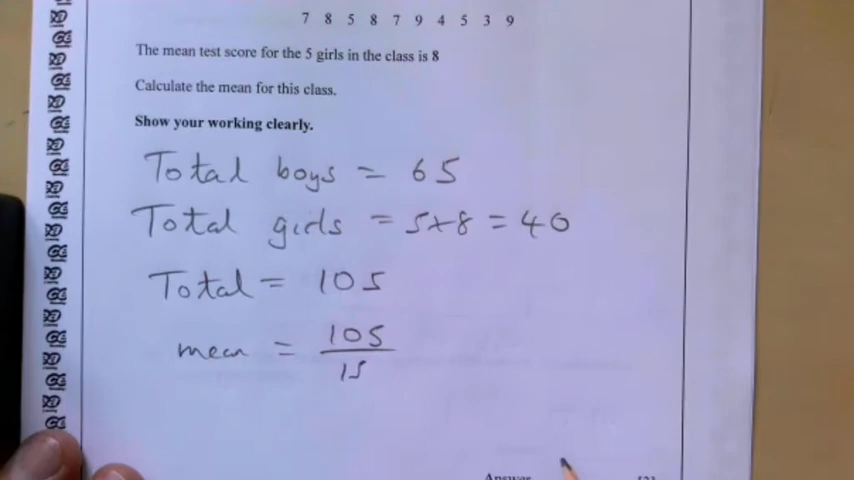 7 8 5 8 7 9 4 5 3 9
The mean test score for the 5 girls in the class is 8
Calculate the mean for this class.
Show your working clearly.
Total boys = 65
Total girls = 5×8 = 40
Total = 105
mean = 105
15
Answer